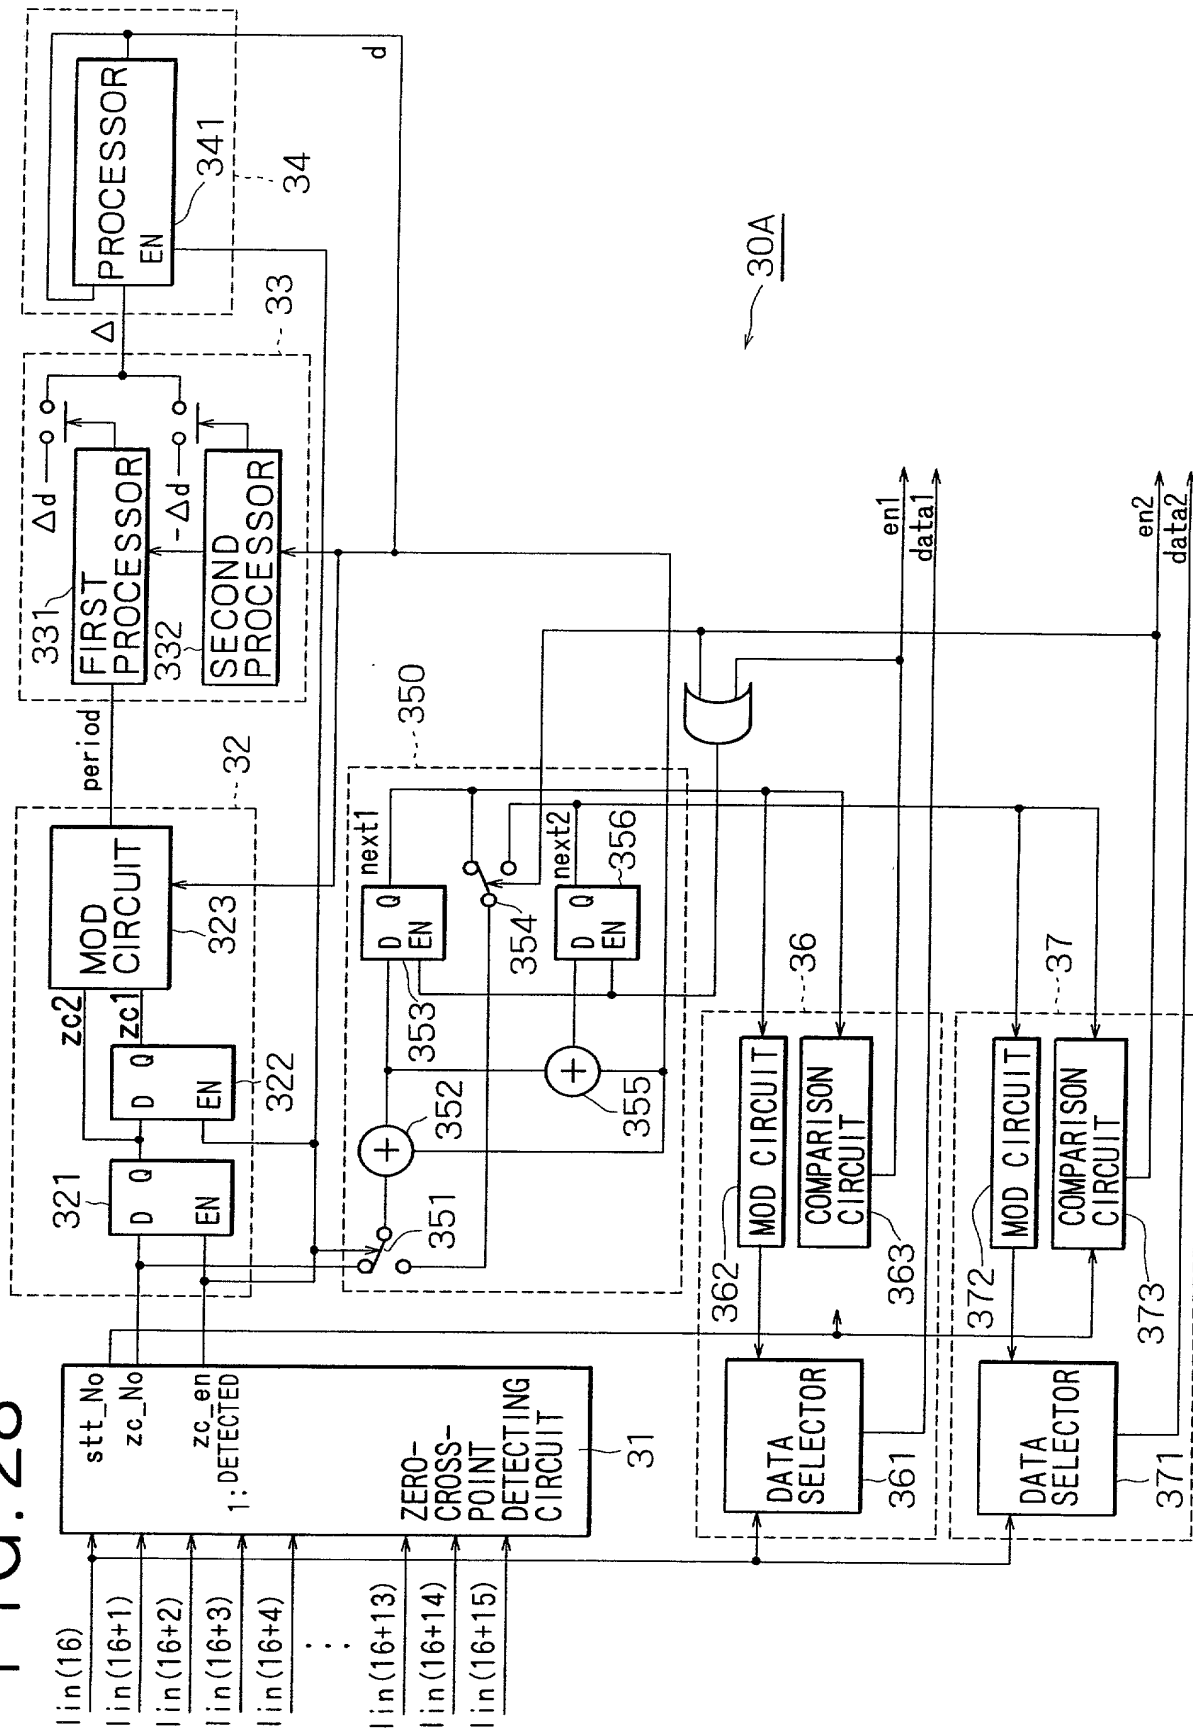 FIG. 28
Iin(16)
Iin(16+1)
Iin(16+2)
Iin(16+3)
Iin(16+4)
. . .
Iin(16+13)
Iin(16+14)
Iin(16+15)
stt_No
zc_No
zc_en
1:DETECTED
ZERO-
CROSS-
POINT
DETECTING
CIRCUIT
31
321
D Q
EN
D Q
EN
322
zc2
zc1
MOD
CIRCUIT
323
32
period
331
FIRST
PROCESSOR
332
SECOND
PROCESSOR
Δd
-Δd
33
Δ
PROCESSOR
EN
341
34
d
351
352
353
D Q
EN
next1
354
355
D Q
EN
next2
356
350
30A
361
DATA
SELECTOR
362
MOD CIRCUIT
COMPARISON
CIRCUIT
363
36
en1
data1
371
DATA
SELECTOR
372
MOD CIRCUIT
COMPARISON
CIRCUIT
373
37
en2
data2